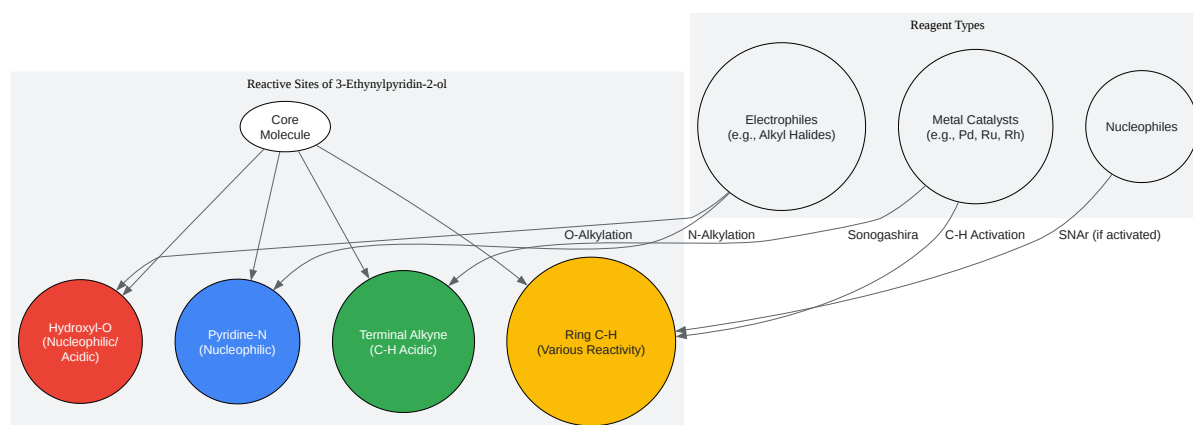 Reagent Types
Reactive Sites of 3-Ethynylpyridin-2-ol
Core
Molecule
Electrophiles
(e.g., Alkyl Halides)
Metal Catalysts
(e.g., Pd, Ru, Rh)
Nucleophiles
O-Alkylation
N-Alkylation
Sonogashira
C-H Activation
SNAr (if activated)
Hydroxyl-O
(Nucleophilic/
Acidic)
Pyridine-N
(Nucleophilic)
Terminal Alkyne
(C-H Acidic)
Ring C-H
(Various Reactivity)